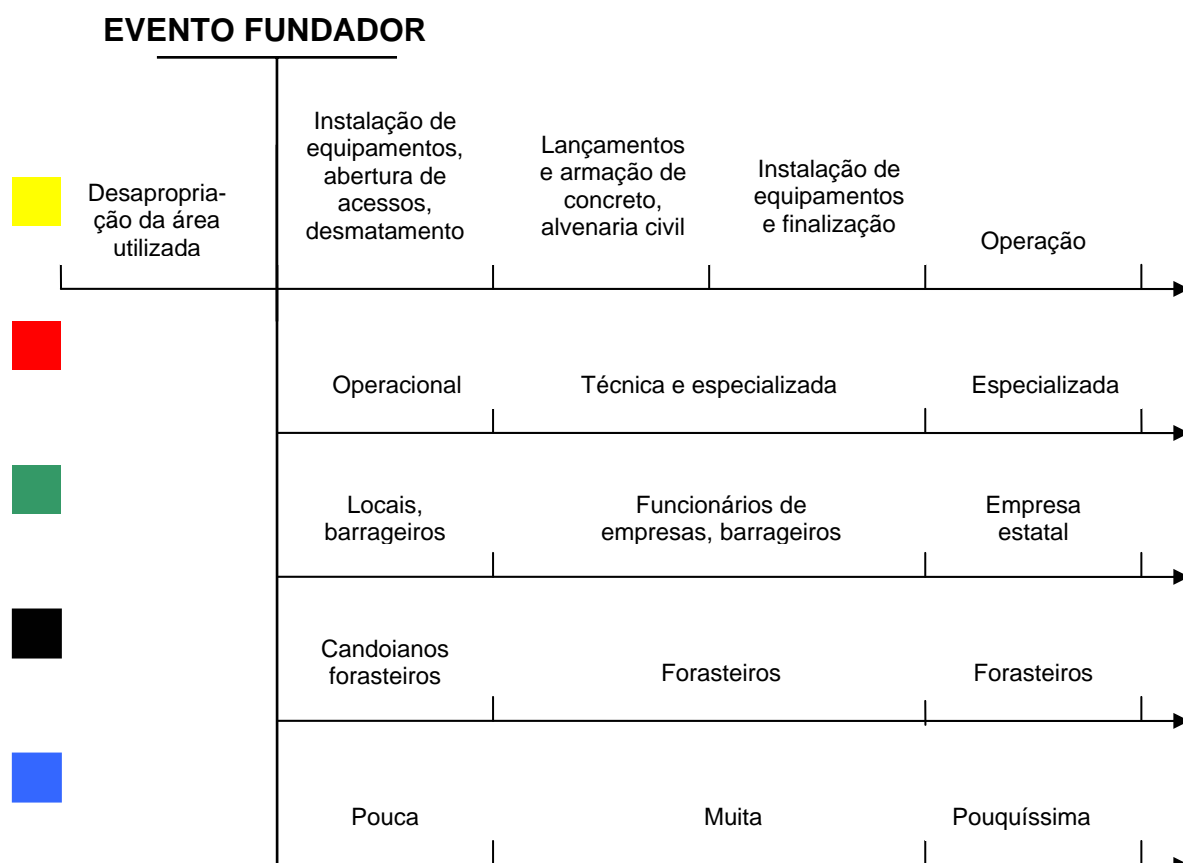 EVENTO FUNDADOR
Desapropria-
ção da área
utilizada
Instalação de
equipamentos,
abertura de
acessos,
desmatamento
Lançamentos
e armação de
concreto,
alvenaria civil
Instalação de
equipamentos
e finalização
Operação
Operacional
Técnica e especializada
Especializada
Locais,
barrageiros
Funcionários de
empresas, barrageiros
Empresa
estatal
Candoianos
forasteiros
Forasteiros
Forasteiros
Pouca
Muita
Pouquíssima